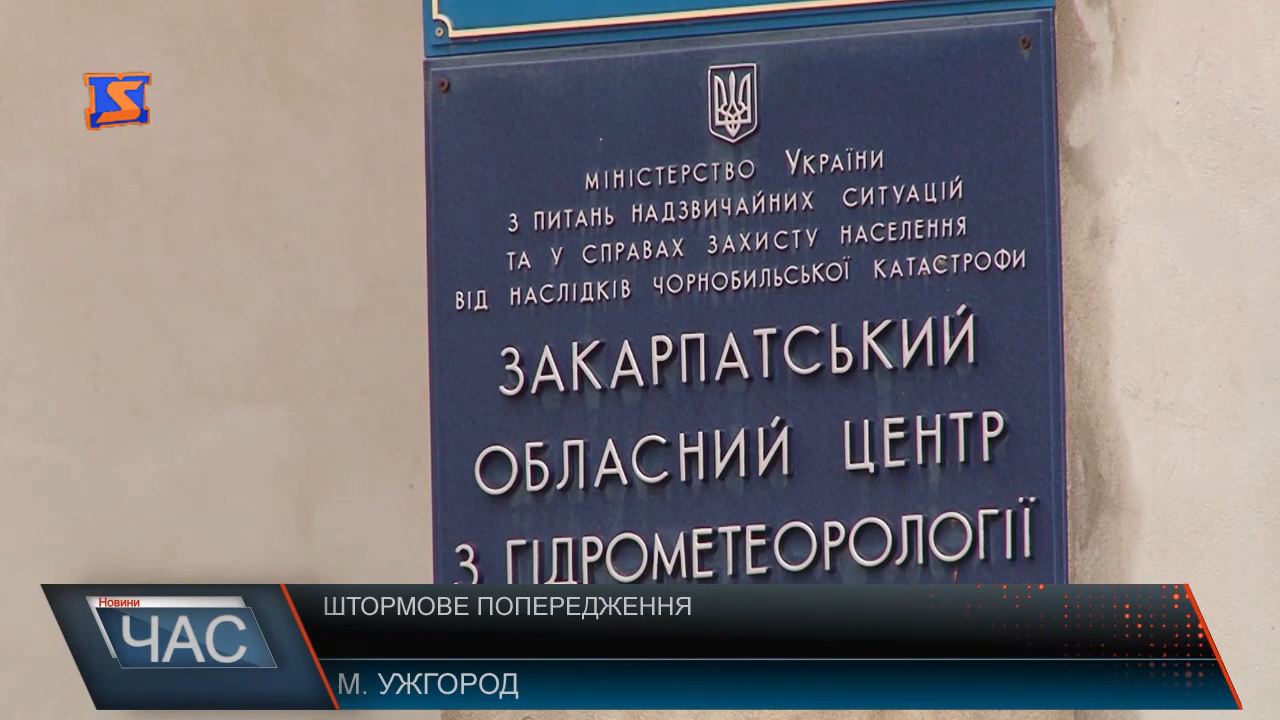 S
МІНІСТЕРСТВО УКРАЇНИ
З ПИТАНЬ НАДЗВИЧАЙНИХ СИТУАЦІЙ
ТА У СПРАВАХ ЗАХИСТУ НАСЕЛЕННЯ
ВІД НАСЛІДКІВ ЧОРНОБИЛЬСЬКОЇ КАТАСТРОФИ
ЗАКАРПАТСЬКИЙ
ОБЛАСНИЙ ЦЕНТР
З ГІДРОМЕТЕОРОЛОГІЇ
Новини
ЧАС
ШТОРМОВЕ ПОПЕРЕДЖЕННЯ
М. УЖГОРОД